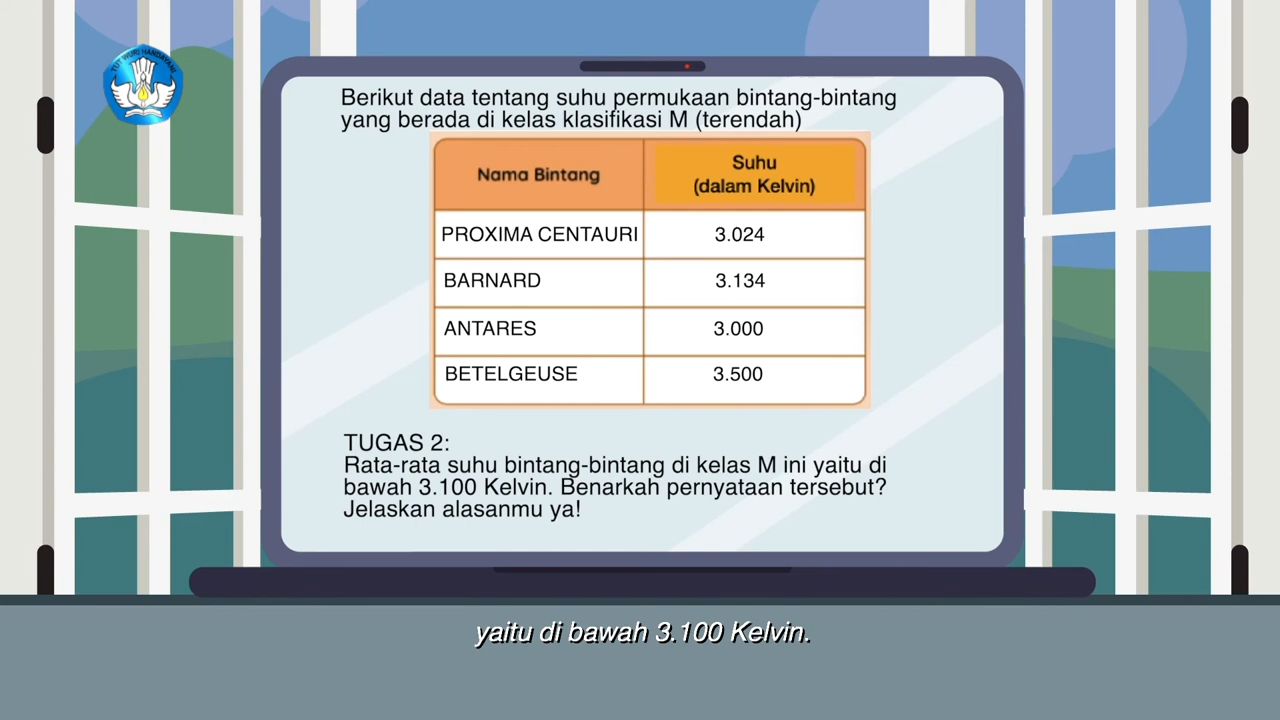 TUT WURI HANDAYANI
Berikut data tentang suhu permukaan bintang-bintang
yang berada di kelas klasifikasi M (terendah)
Nama Bintang
Suhu
(dalam Kelvin)
PROXIMA CENTAURI 3.024
BARNARD 3.134
ANTARES 3.000
BETELGEUSE 3.500
TUGAS 2:
Rata-rata suhu bintang-bintang di kelas M ini yaitu di
bawah 3.100 Kelvin. Benarkah pernyataan tersebut?
Jelaskan alasanmu ya!
yaitu di bawah 3.100 Kelvin.